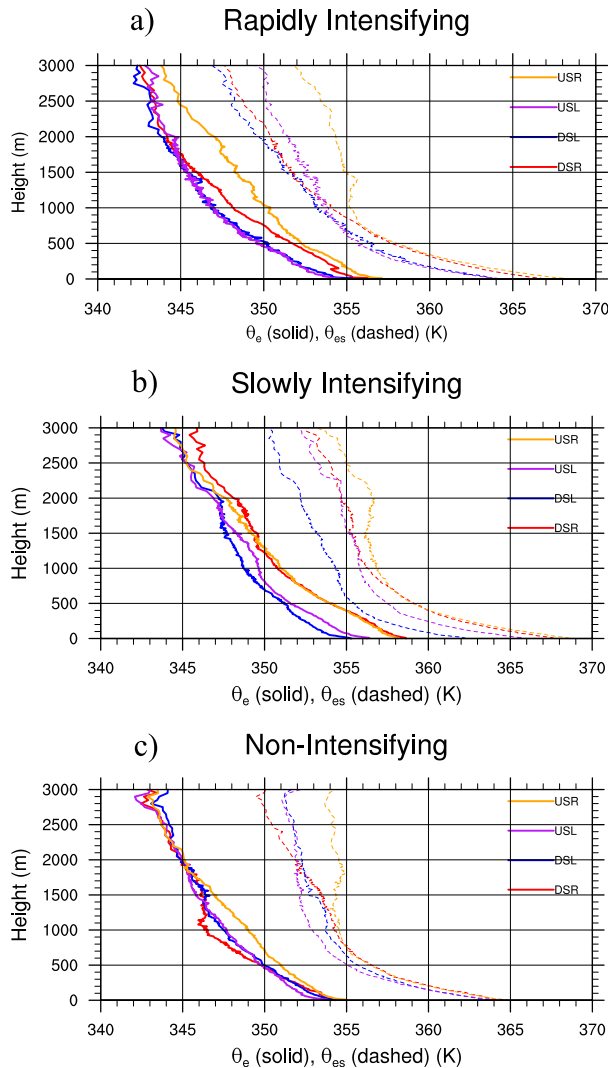 a) Rapidly Intensifying
Height (m)
3000
2500
2000
1500
1000
500
0
USR
USL
DSL
DSR
340 345 350 355 360 365 370
θe (solid), θes (dashed) (K)
b) Slowly Intensifying
Height (m)
3000
2500
2000
1500
1000
500
0
USR
USL
DSL
DSR
340 345 350 355 360 365 370
θe (solid), θes (dashed) (K)
c) Non-Intensifying
Height (m)
3000
2500
2000
1500
1000
500
0
USR
USL
DSL
DSR
340 345 350 355 360 365 370
θe (solid), θes (dashed) (K)